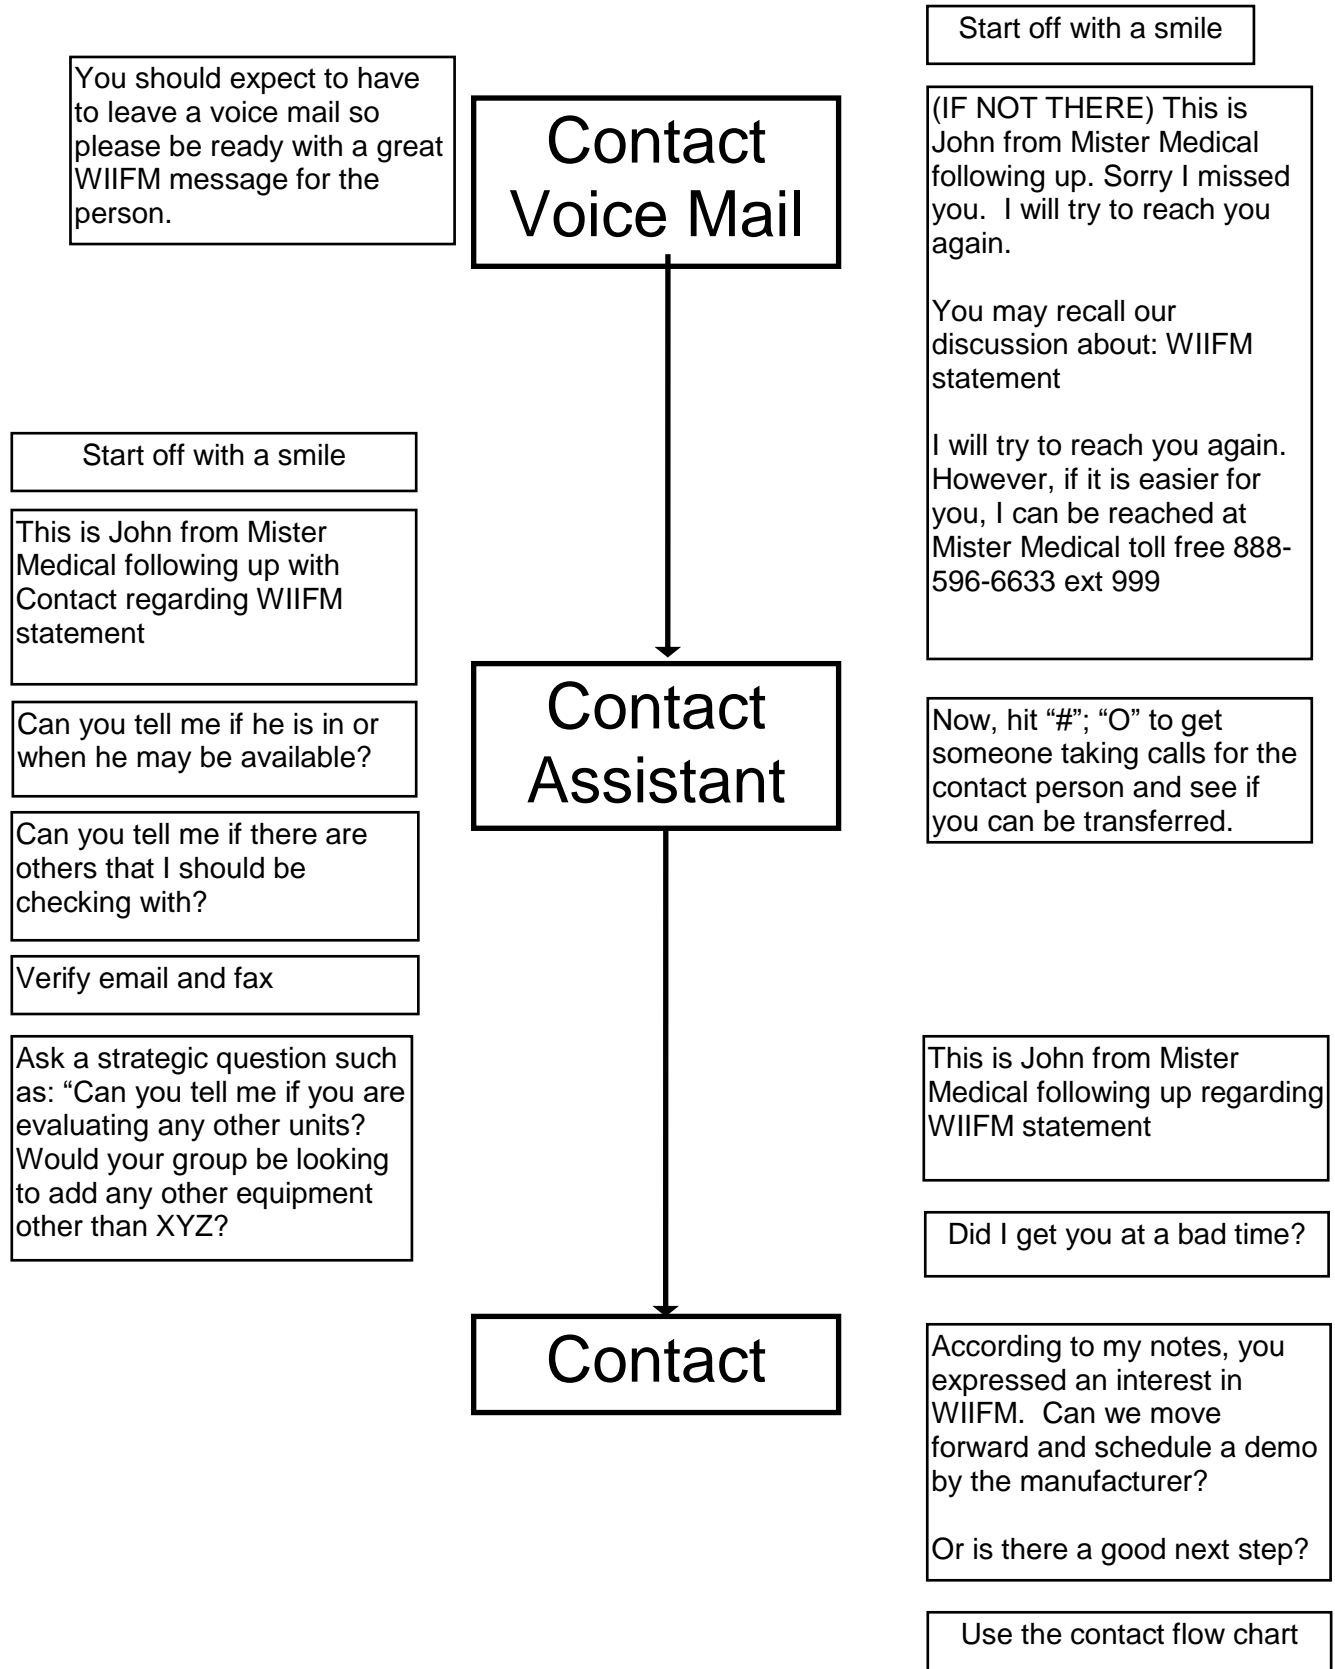 Start off with a smile
You should expect to have
to leave a voice mail so
please be ready with a great
WIIFM message for the
person.
Contact
Voice Mail
(IF NOT THERE) This is
John from Mister Medical
following up. Sorry I missed
you.  I will try to reach you
again.
You may recall our
discussion about: WIIFM
statement
I will try to reach you again.
However, if it is easier for
you, I can be reached at
Mister Medical toll free 888-
596-6633 ext 999
Start off with a smile
This is John from Mister
Medical following up with
Contact regarding WIIFM
statement
Can you tell me if he is in or
when he may be available?
Can you tell me if there are
others that I should be
checking with?
Verify email and fax
Ask a strategic question such
as: “Can you tell me if you are
evaluating any other units?
Would your group be looking
to add any other equipment
other than XYZ?
Contact
Assistant
Now, hit “#”; “O” to get
someone taking calls for the
contact person and see if
you can be transferred.
Contact
This is John from Mister
Medical following up regarding
WIIFM statement
Did I get you at a bad time?
According to my notes, you
expressed an interest in
WIIFM.  Can we move
forward and schedule a demo
by the manufacturer?
Or is there a good next step?
Use the contact flow chart